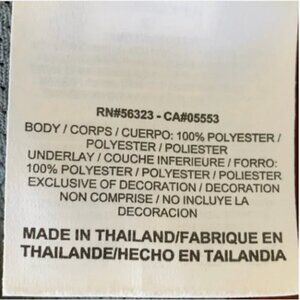 RN#56323 - CA#05553
BODY / CORPS / CUERPO: 100% POLYESTER /
POLYESTER / POLIESTER
UNDERLAY / COUCHE INFERIEURE / FORRO:
100% POLYESTER / POLYESTER / POLIESTER
EXCLUSIVE OF DECORATION / DECORATION
NON COMPRISE / NO INCLUYE LA
DECORACION
MADE IN THAILAND/FABRIQUE EN
THAILANDE/HECHO EN TAILANDIA